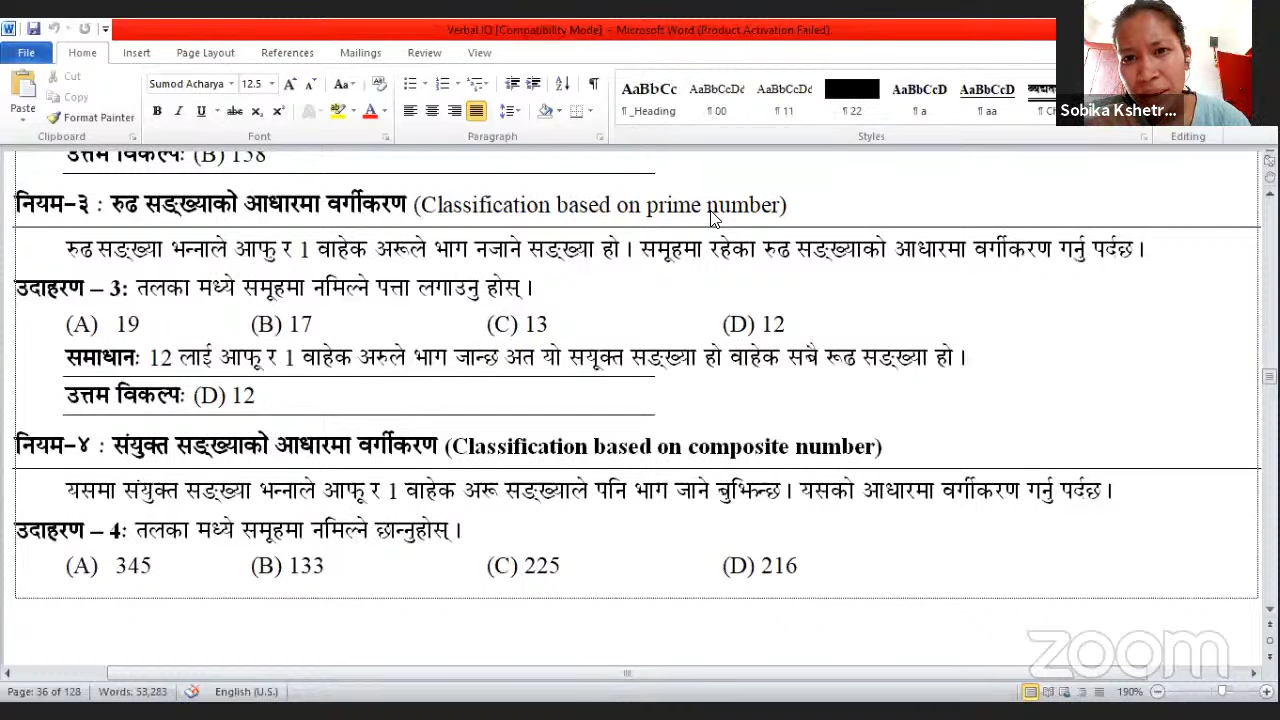 Verbal IQ [Compatibility Mode] - Microsoft Word (Product Activation Failed)
File Home Insert Page Layout References Mailings Review View
Cut
Copy
Paste Format Painter
Sumod Acharya 12.5
AaBbCc AaBbCcDc AaBbCcDc AaBbCcD AaBbCcD
¶ _Heading ¶ 00 ¶ 11 ¶ 22 ¶ a ¶ aa
Clipboard Font Paragraph Styles Editing
Sobika Kshetr...
उत्तम विकल्पः (B) 158
नियम-३ : रुढ सङ्ख्याको आधारमा वर्गीकरण (Classification based on prime number)
रुढ सङ्ख्या भन्नाले आफु र 1 वाहेक अरूले भाग नजाने सङ्ख्या हो । समूहमा रहेका रुढ सङ्ख्याको आधारमा वर्गीकरण गर्नु पर्दछ ।
उदाहरण – 3: तलका मध्ये समूहमा नमिल्ने पत्ता लगाउनु होस् ।
(A) 19 (B) 17 (C) 13 (D) 12
समाधानः 12 लाई आफू र 1 वाहेक अरुले भाग जान्छ अत यो सयूक्त सङ्ख्या हो वाहेक सबै रूढ सङ्ख्या हो ।
उत्तम विकल्पः (D) 12
नियम-४ : संयुक्त सङ्ख्याको आधारमा वर्गीकरण (Classification based on composite number)
यसमा संयुक्त सङ्ख्या भन्नाले आफू र 1 वाहेक अरू सङ्ख्याले पनि भाग जाने बुझिन्छ । यसको आधारमा वर्गीकरण गर्नु पर्दछ ।
उदाहरण – 4: तलका मध्ये समूहमा नमिल्ने छान्नुहोस् ।
(A) 345 (B) 133 (C) 225 (D) 216
zoom
Page: 36 of 128 Words: 53,283 English (U.S.) 190%